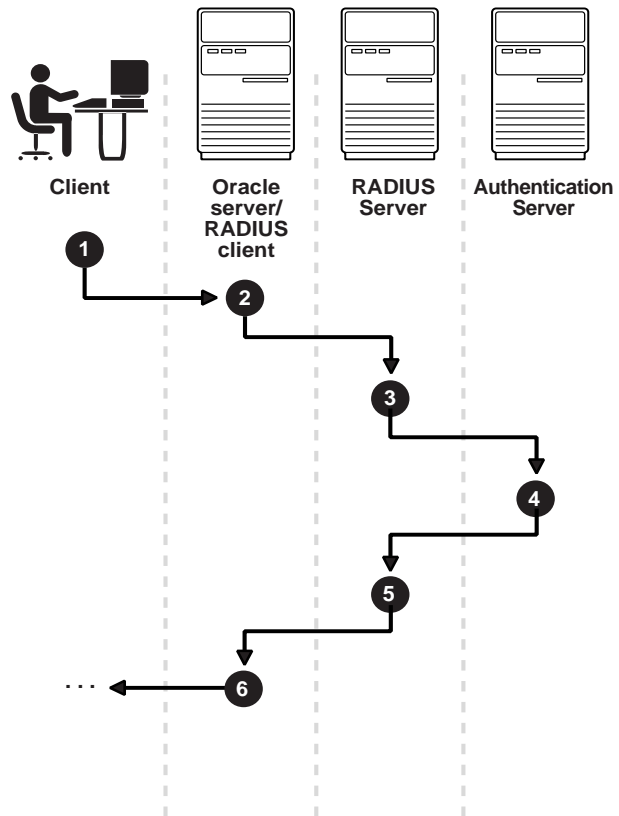 Client
Oracle
server/
RADIUS
client
RADIUS
Server
Authentication
Server
1
2
3
4
5
6
...